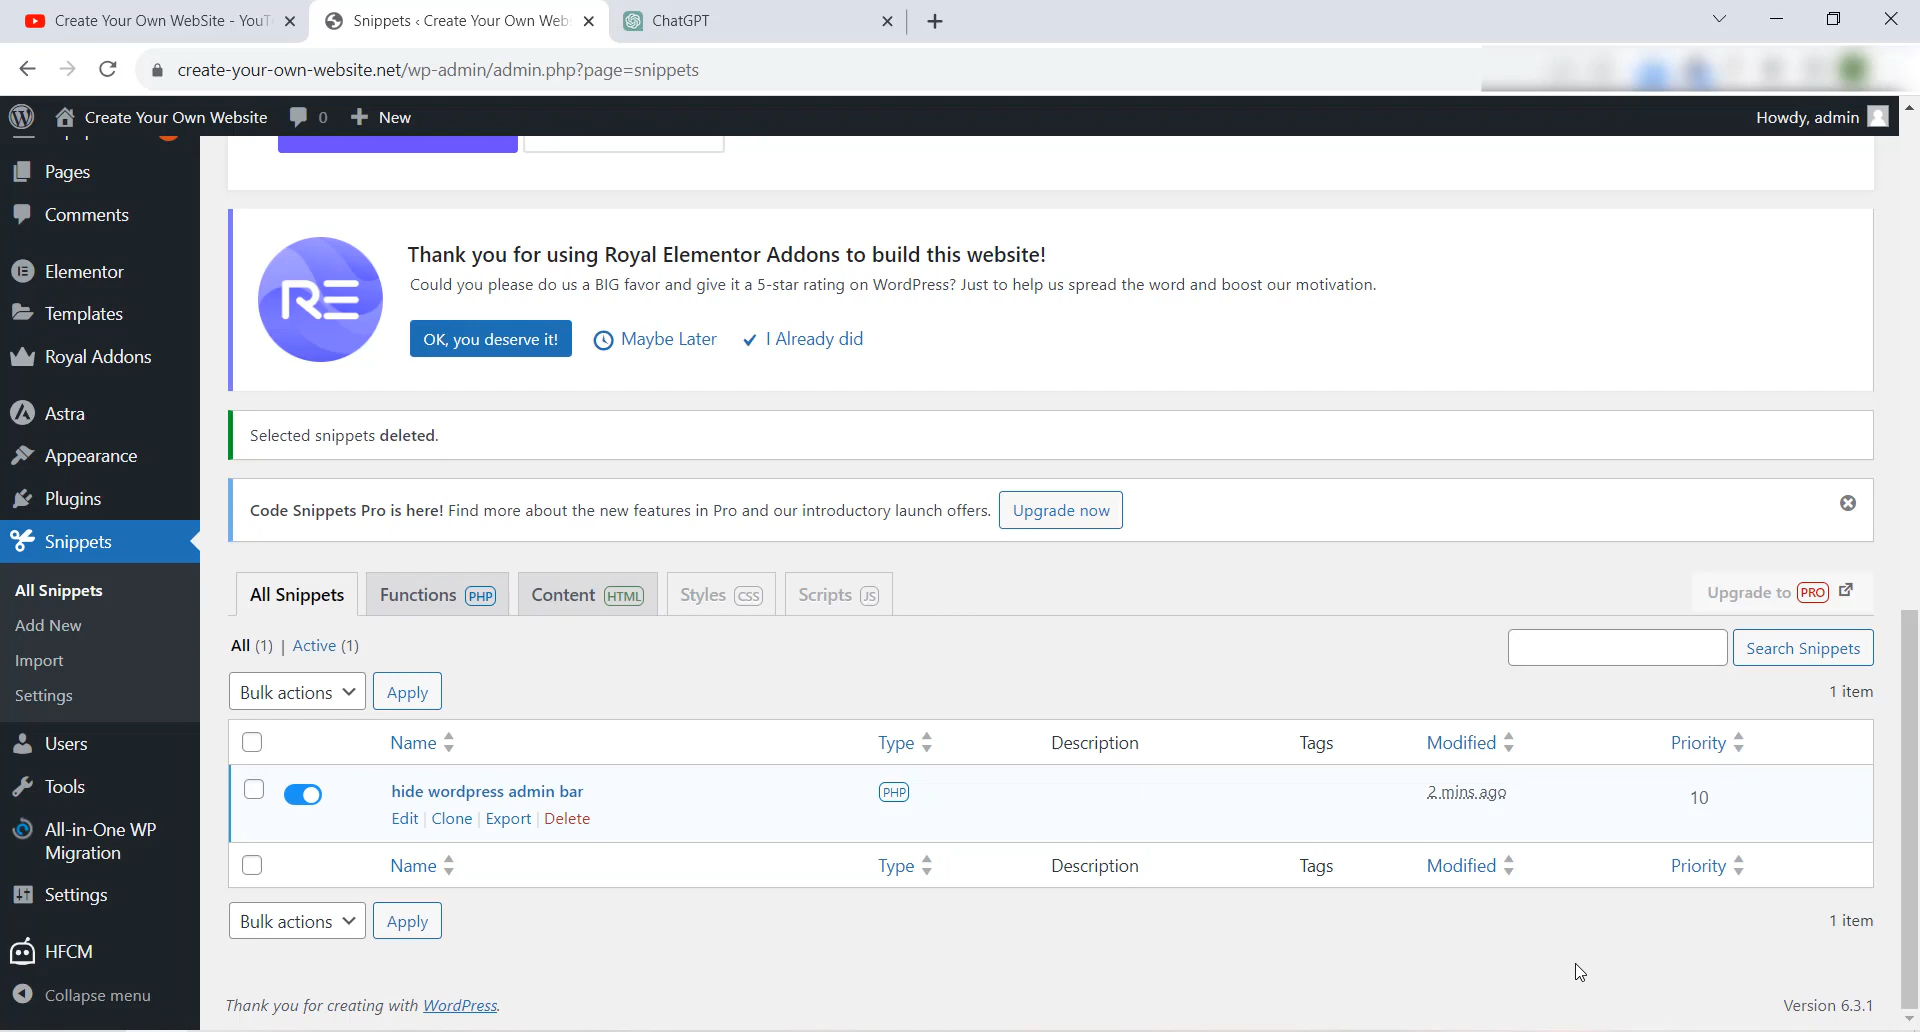 Create Your Own WebSite - YouT
Snippets ‹ Create Your Own Web
ChatGPT
create-your-own-website.net/wp-admin/admin.php?page=snippets
Create Your Own Website
0
New
Howdy, admin
Pages
Comments
Elementor
Templates
Royal Addons
Astra
Appearance
Plugins
Snippets
All Snippets
Add New
Import
Settings
Users
Tools
All-in-One WP
Migration
Settings
HFCM
Collapse menu
RE
Thank you for using Royal Elementor Addons to build this website!
Could you please do us a BIG favor and give it a 5-star rating on WordPress? Just to help us spread the word and boost our motivation.
OK, you deserve it!
Maybe Later
I Already did
Selected snippets deleted.
Code Snippets Pro is here! Find more about the new features in Pro and our introductory launch offers.
Upgrade now
All Snippets
Functions PHP
Content HTML
Styles CSS
Scripts JS
Upgrade to PRO
All (1) | Active (1)
Search Snippets
Bulk actions
Apply
1 item
Name
Type
Description
Tags
Modified
Priority
hide wordpress admin bar
PHP
2 mins ago
10
Edit | Clone | Export | Delete
Name
Type
Description
Tags
Modified
Priority
Bulk actions
Apply
1 item
Thank you for creating with WordPress.
Version 6.3.1